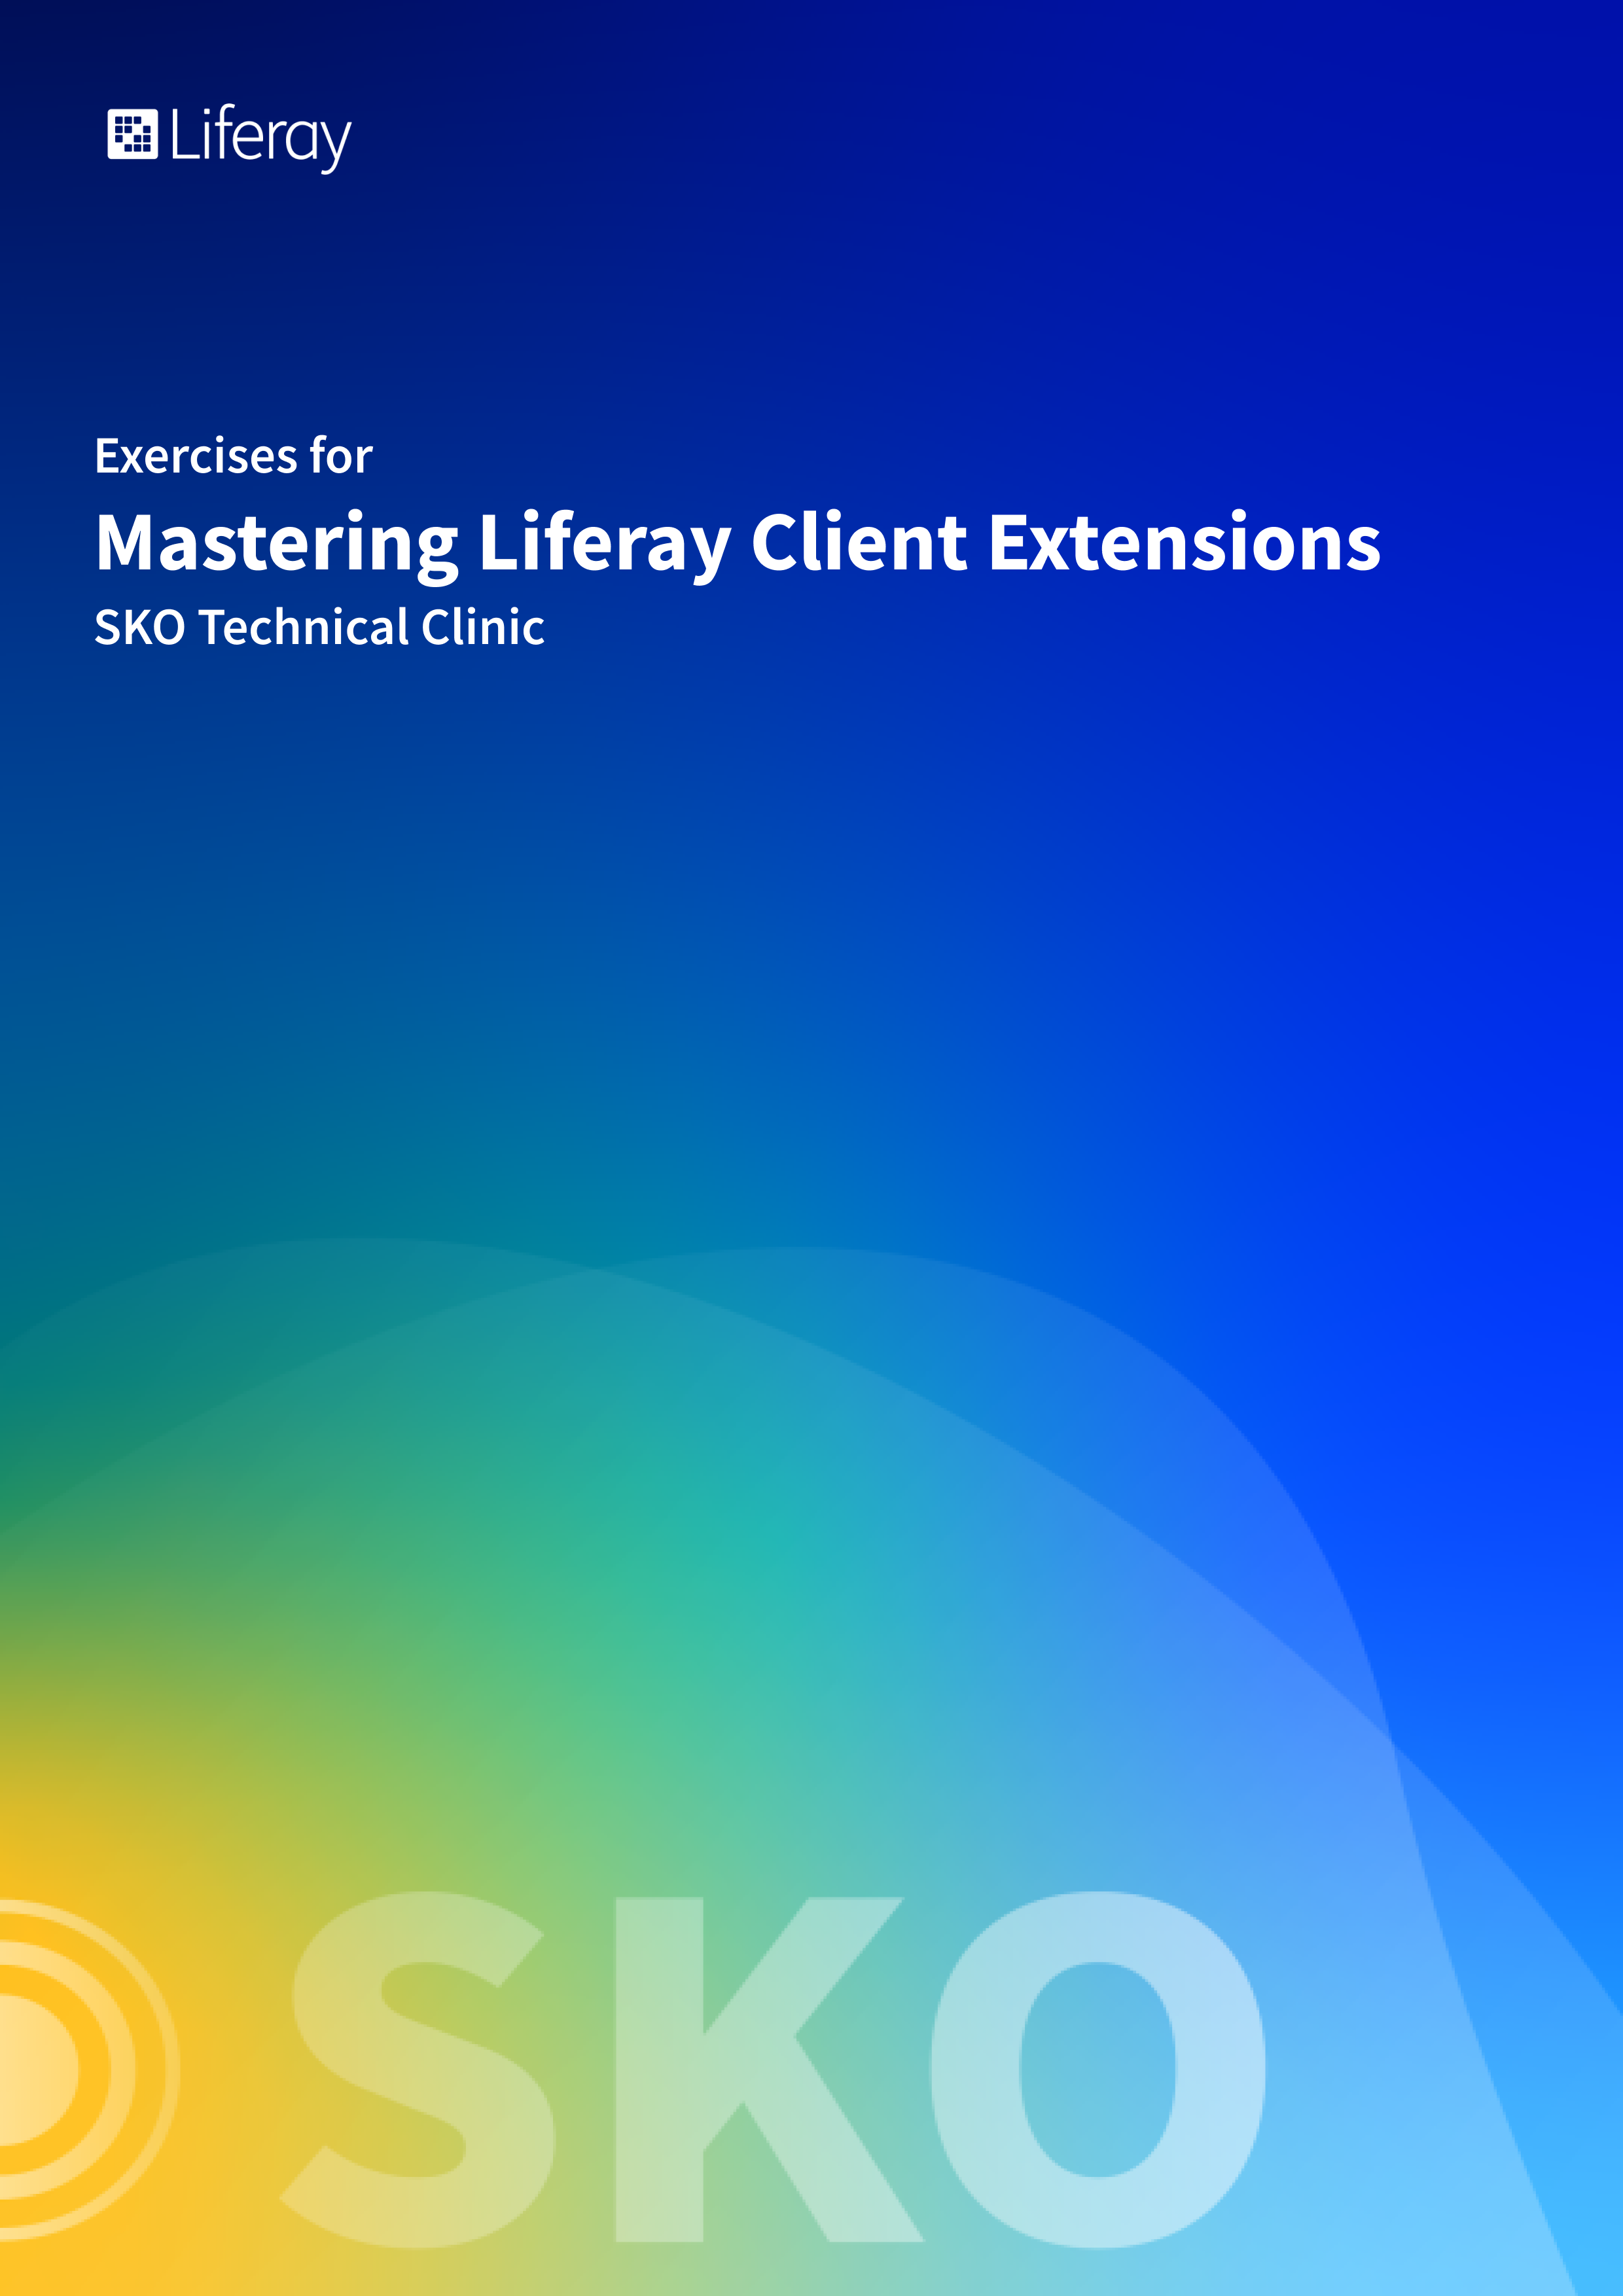 Liferay
Exercises for
Mastering Liferay Client Extensions
SKO Technical Clinic
SKO